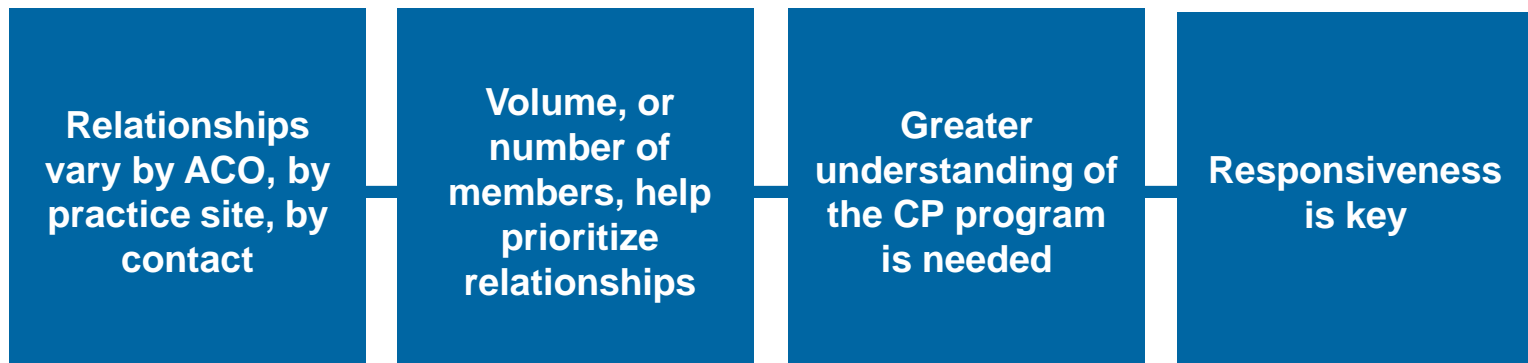 Relationships
vary by ACO, by
practice site, by
contact
Volume, or
number of
members, help
prioritize
relationships
Greater
understanding of
the CP program
is needed
Responsiveness
is key